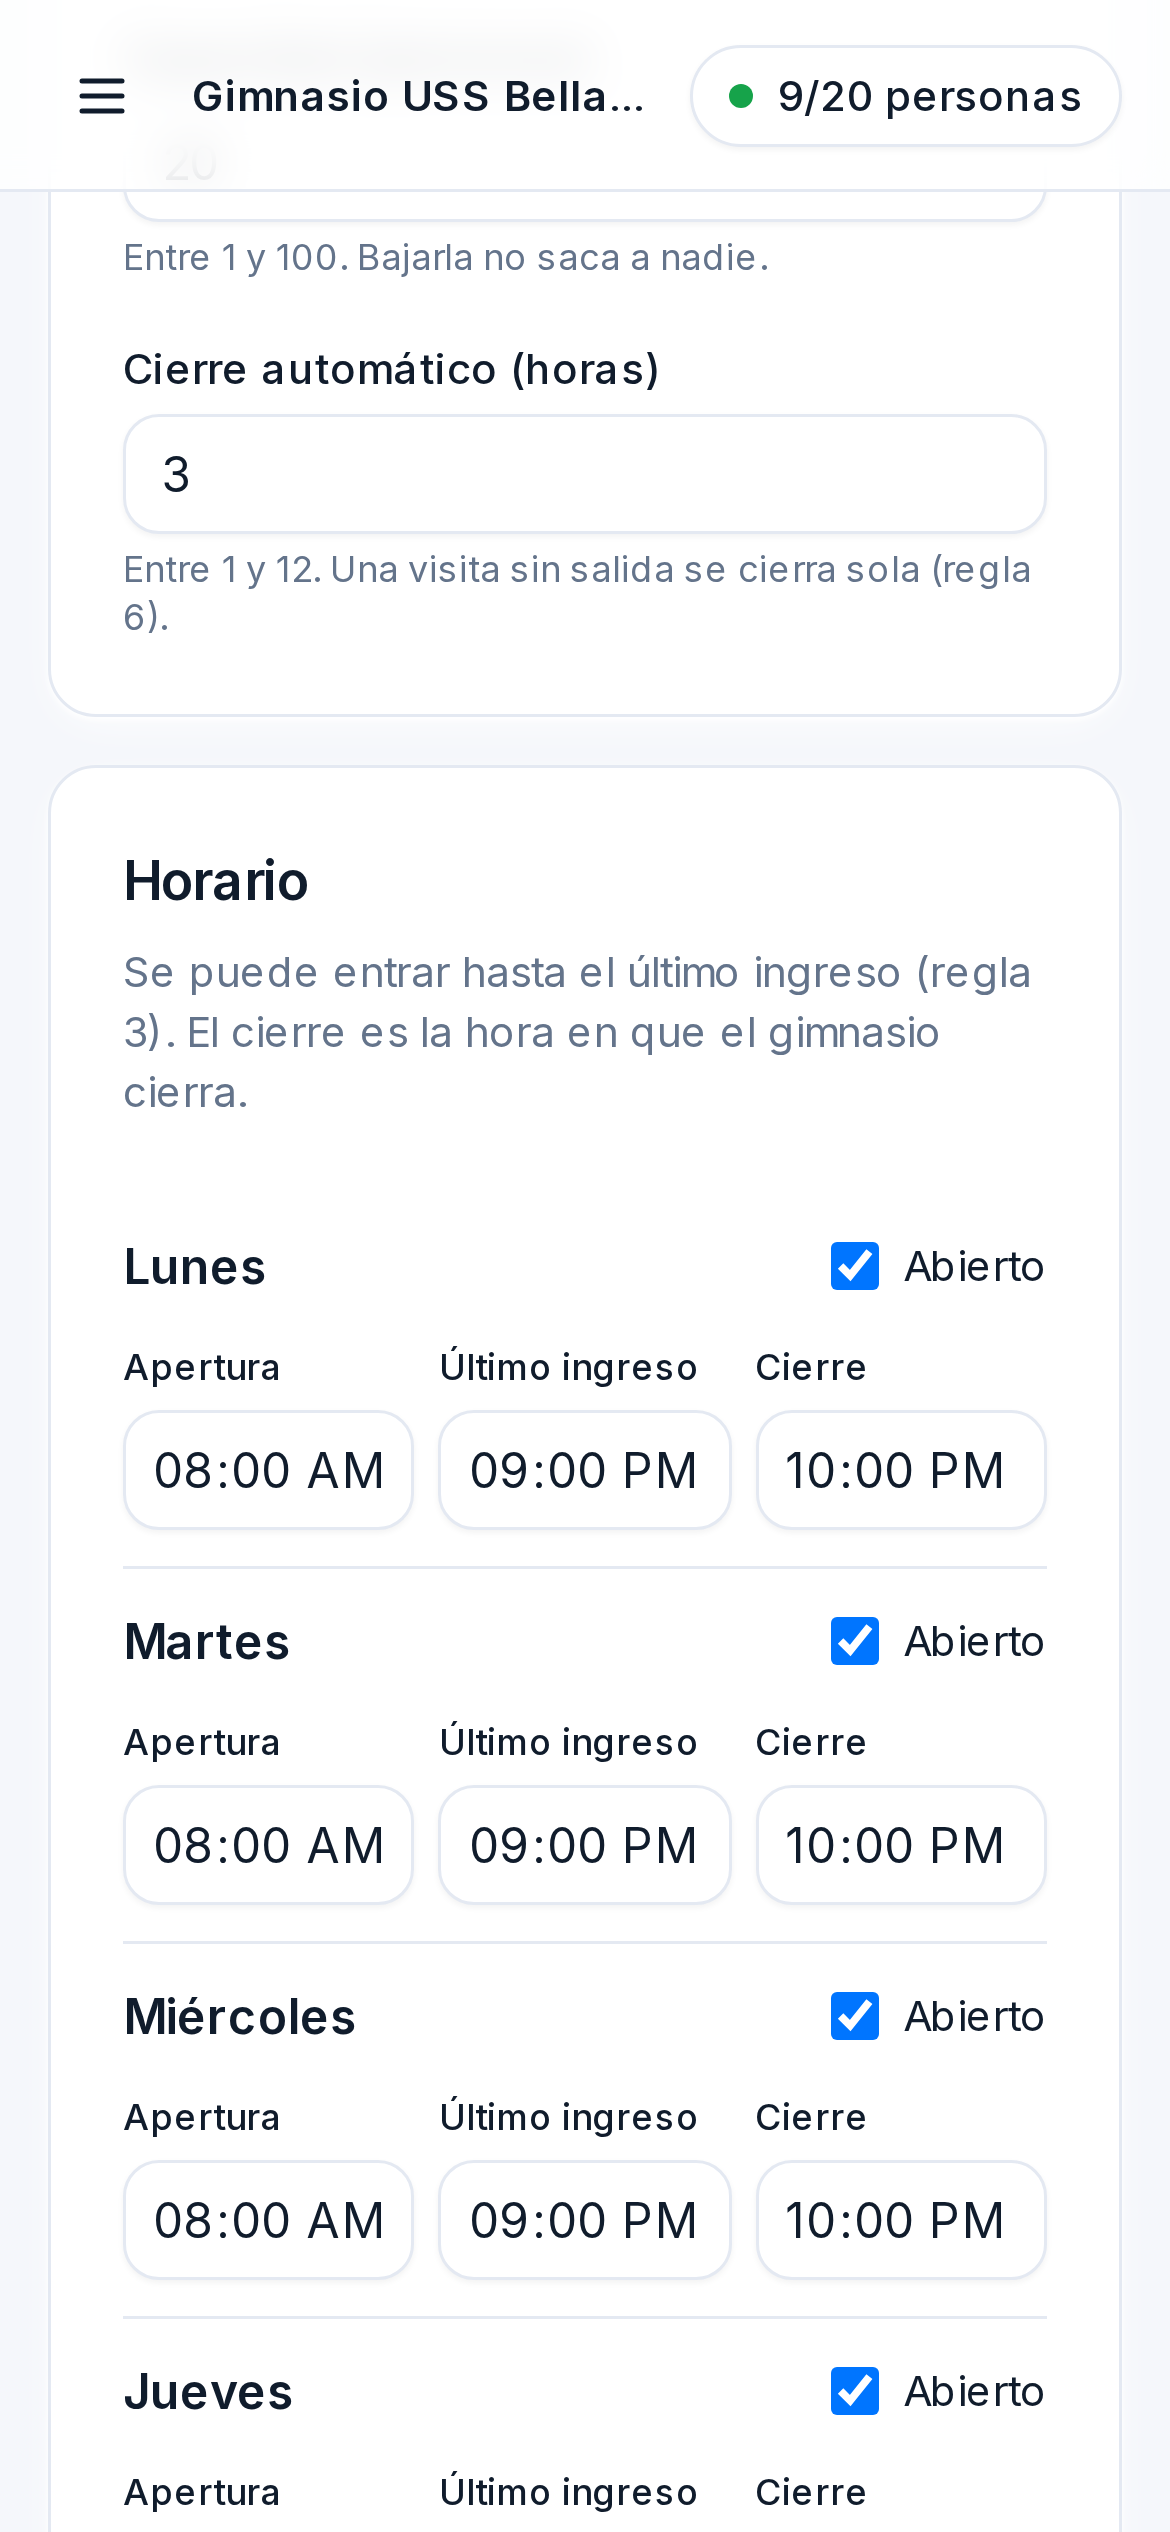 Gimnasio USS Bella...
9/20 personas
20
Entre 1 y 100. Bajarla no saca a nadie.
Cierre automático (horas)
3
Entre 1 y 12. Una visita sin salida se cierra sola (regla
6).
Horario
Se puede entrar hasta el último ingreso (regla
3). El cierre es la hora en que el gimnasio
cierra.
Lunes
Abierto
Apertura
Último ingreso
Cierre
08:00 AM
09:00 PM
10:00 PM
Martes
Abierto
Apertura
Último ingreso
Cierre
08:00 AM
09:00 PM
10:00 PM
Miércoles
Abierto
Apertura
Último ingreso
Cierre
08:00 AM
09:00 PM
10:00 PM
Jueves
Abierto
Apertura
Último ingreso
Cierre